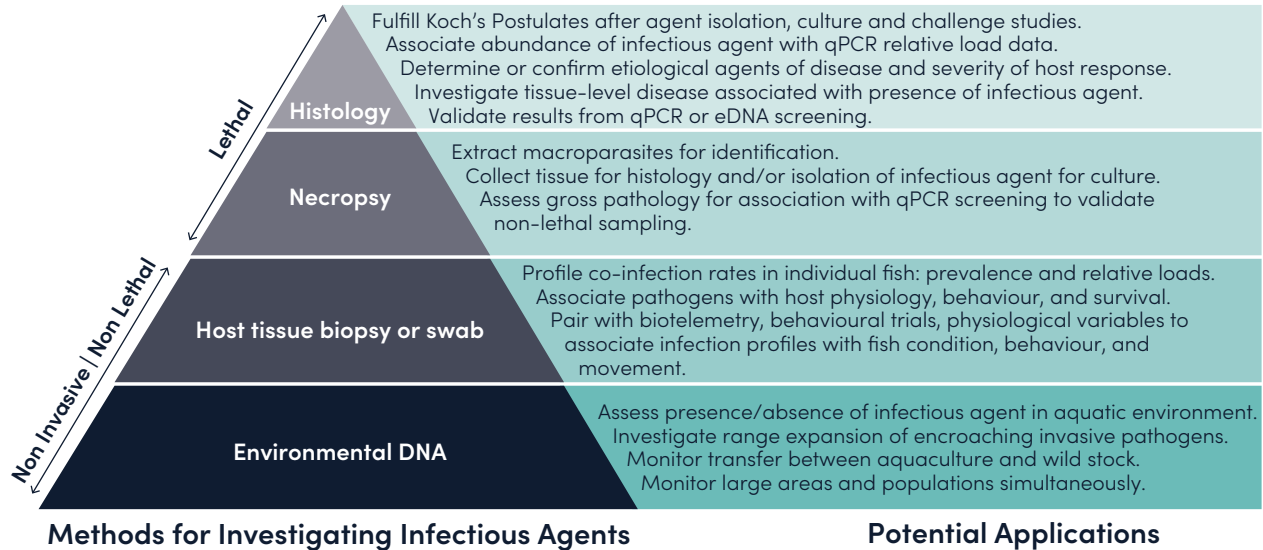 Fulfill Koch's Postulates after agent isolation, culture and challenge studies.
Associate abundance of infectious agent with qPCR relative load data.
Determine or confirm etiological agents of disease and severity of host response.
Investigate tissue-level disease associated with presence of infectious agent.
Validate results from qPCR or eDNA screening.
Histology
Lethal
Extract macroparasites for identification.
Collect tissue for histology and/or isolation of infectious agent for culture.
Assess gross pathology for association with qPCR screening to validate
non-lethal sampling.
Necropsy
Profile co-infection rates in individual fish: prevalence and relative loads.
Associate pathogens with host physiology, behaviour, and survival.
Pair with biotelemetry, behavioural trials, physiological variables to
associate infection profiles with fish condition, behaviour, and
movement.
Host tissue biopsy or swab
Non Invasive | Non Lethal
Assess presence/absence of infectious agent in aquatic environment.
Investigate range expansion of encroaching invasive pathogens.
Monitor transfer between aquaculture and wild stock.
Monitor large areas and populations simultaneously.
Environmental DNA
Methods for Investigating Infectious Agents
Potential Applications